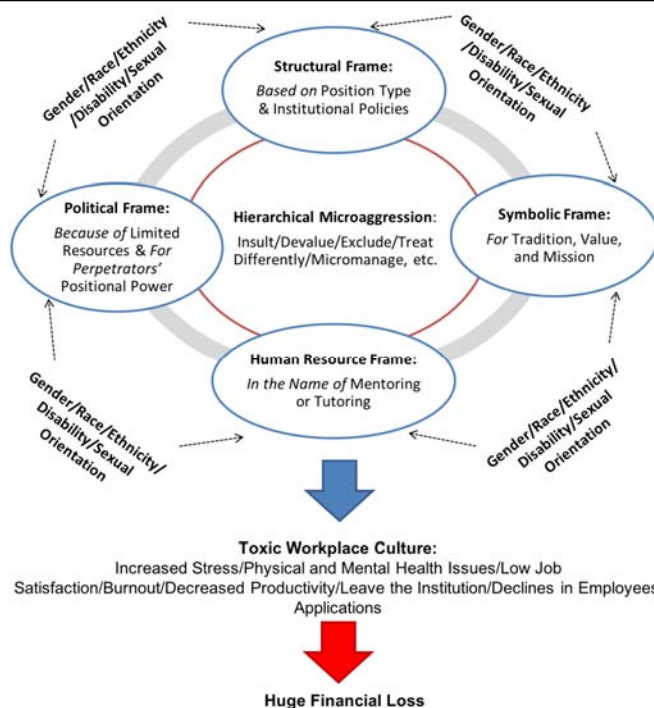 Gender/Race/Ethnicity
/Disability/Sexual
Orientation
Structural Frame:
Based on Position Type
& Institutional Policies
Gender/Race/Ethnicity
/Disability/Sexual
Orientation
Political Frame:
Because of Limited
Resources & For
Perpetrators'
Positional Power
Hierarchical Microaggression:
Insult/Devalue/Exclude/Treat
Differently/Micromanage, etc.
Symbolic Frame:
For Tradition, Value,
and Mission
Gender/Race/Ethnicity/
Disability/Sexual
Orientation
Human Resource Frame:
In the Name of Mentoring
or Tutoring
Gender/Race/Ethnicity/
Disability/Sexual
Orientation
Toxic Workplace Culture:
Increased Stress/Physical and Mental Health Issues/Low Job
Satisfaction/Burnout/Decreased Productivity/Leave the Institution/Declines in Employees
Applications
Huge Financial Loss